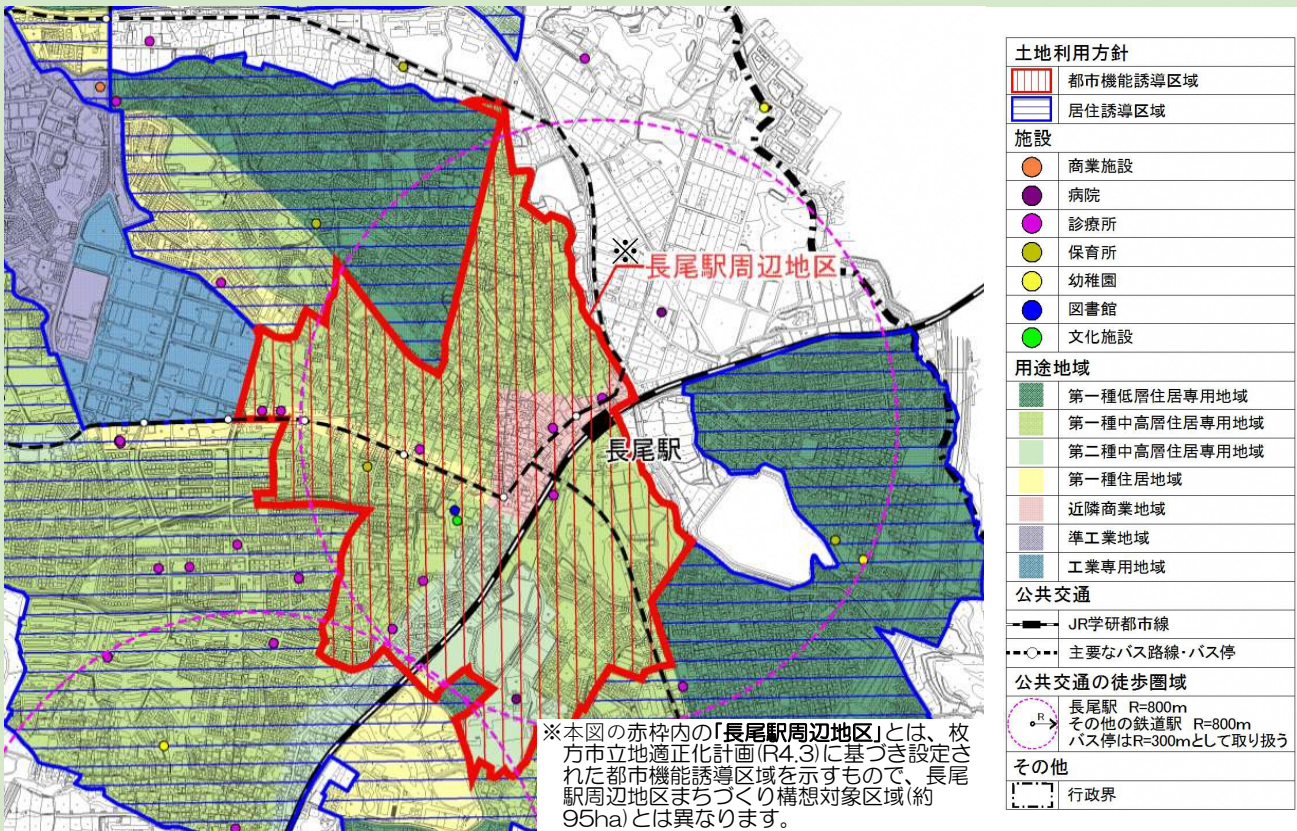 ※
長尾駅周辺地区
長尾駅
※本図の赤枠内の「長尾駅周辺地区」とは、枚
方市立地適正化計画(R4.3)に基づき設定さ
れた都市機能誘導区域を示すもので、長尾
駅周辺地区まちづくり構想対象区域(約
95ha)とは異なります。
土地利用方針
都市機能誘導区域
居住誘導区域
施設
商業施設
病院
診療所
保育所
幼稚園
図書館
文化施設
用途地域
第一種低層住居専用地域
第一種中高層住居専用地域
第二種中高層住居専用地域
第一種住居地域
近隣商業地域
準工業地域
工業専用地域
公共交通
JR学研都市線
主要なバス路線・バス停
公共交通の徒歩圏域
R
長尾駅 R=800m
その他の鉄道駅 R=800m
バス停はR=300mとして取り扱う
その他
行政界